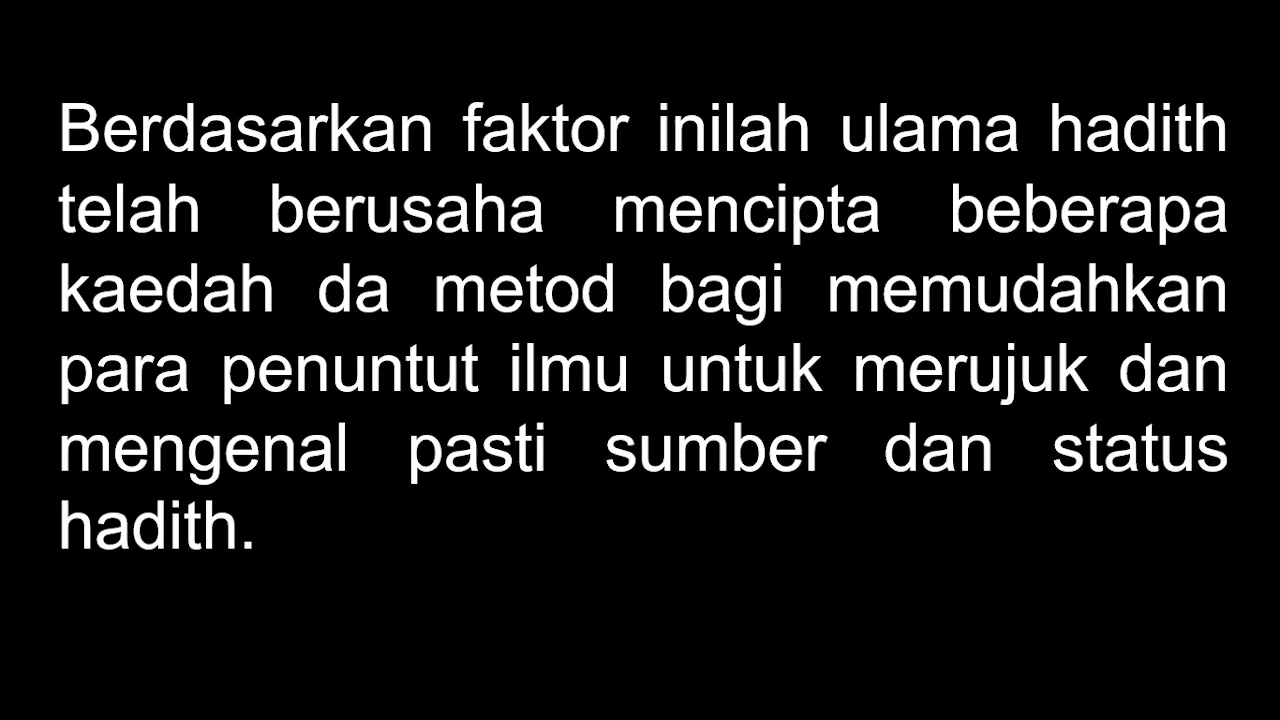 Berdasarkan faktor inilah ulama hadith
telah berusaha mencipta beberapa
kaedah da metod bagi memudahkan
para penuntut ilmu untuk merujuk dan
mengenal pasti sumber dan status
hadith.